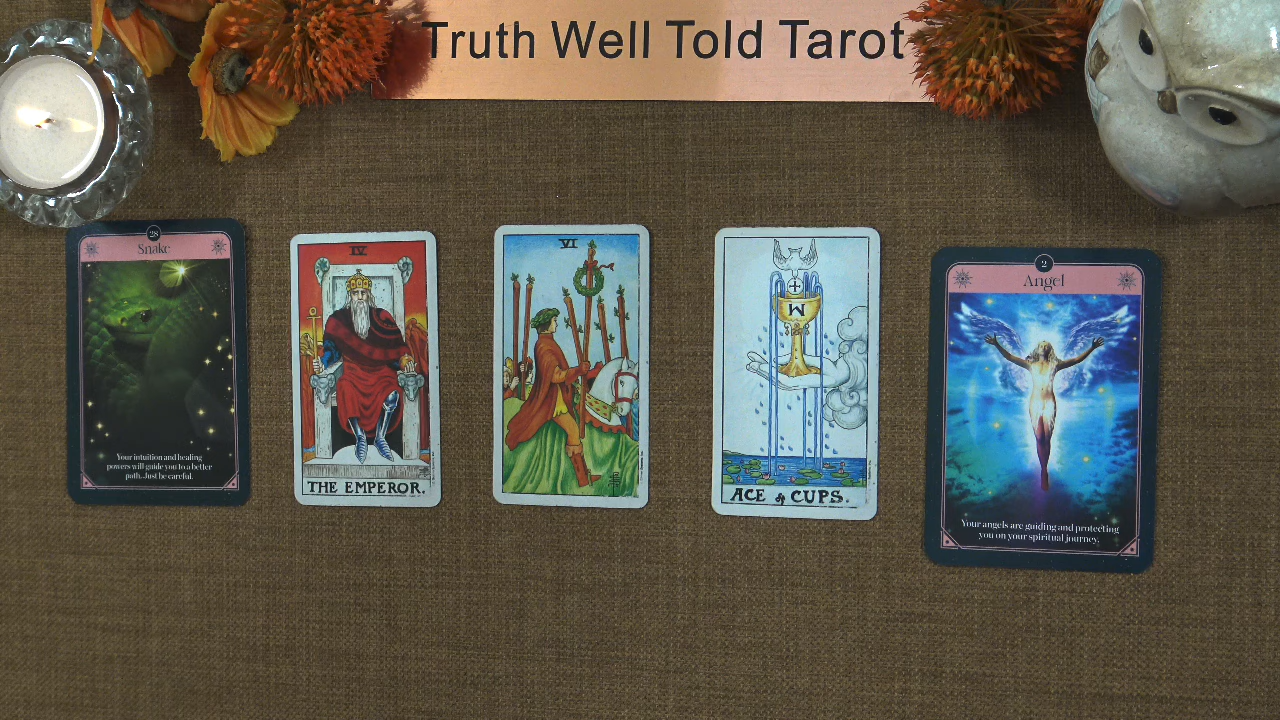 Truth Well Told Tarot
28
Snake
Your intuition and healing
powers will guide you to a better
path...Just be careful.
IV
THE EMPEROR.
VI
W
ACE of CUPS.
2
Angel
Your angels are guiding and protecting
you on your spiritual journey.